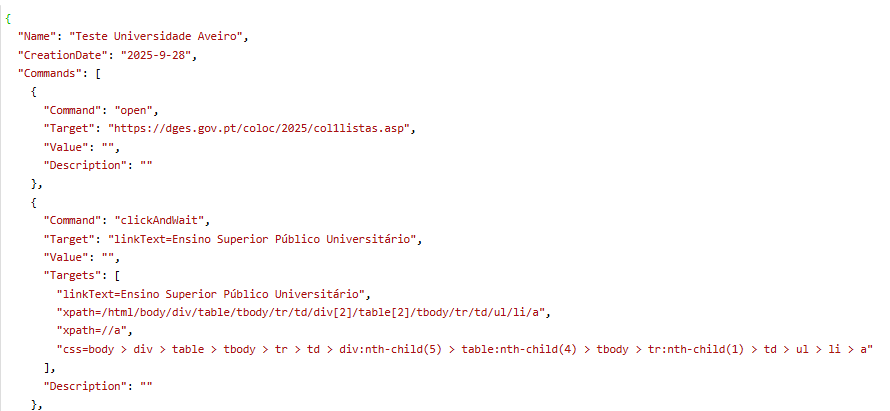 {
"Name": "Teste Universidade Aveiro",
"CreationDate": "2025-9-28",
"Commands": [
{
"Command": "open",
"Target": "https://dges.gov.pt/coloc/2025/col1listas.asp",
"Value": "",
"Description": ""
},
{
"Command": "clickAndWait",
"Target": "linkText=Ensino Superior Público Universitário",
"Value": "",
"Targets": [
"linkText=Ensino Superior Público Universitário",
"xpath=/html/body/div/table/tbody/tr/td/div[2]/table[2]/tbody/tr/td/ul/li/a",
"xpath=//a",
"css=body > div > table > tbody > tr > td > div:nth-child(5) > table:nth-child(4) > tbody > tr:nth-child(1) > td > ul > li > a"
],
"Description": ""
},